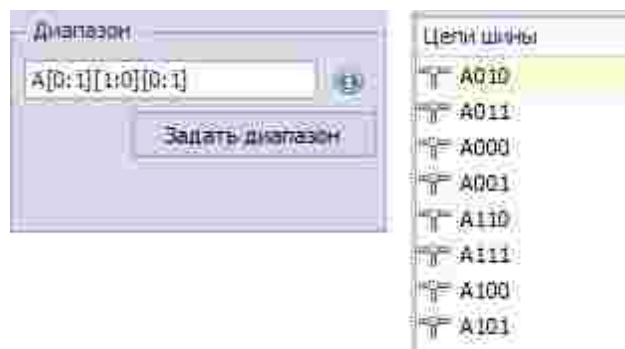 Диапазон
A[0:1][1:0][0:1]
Задать диапазон
Цепи шины
A010
A011
A000
A001
A110
A111
A100
A101